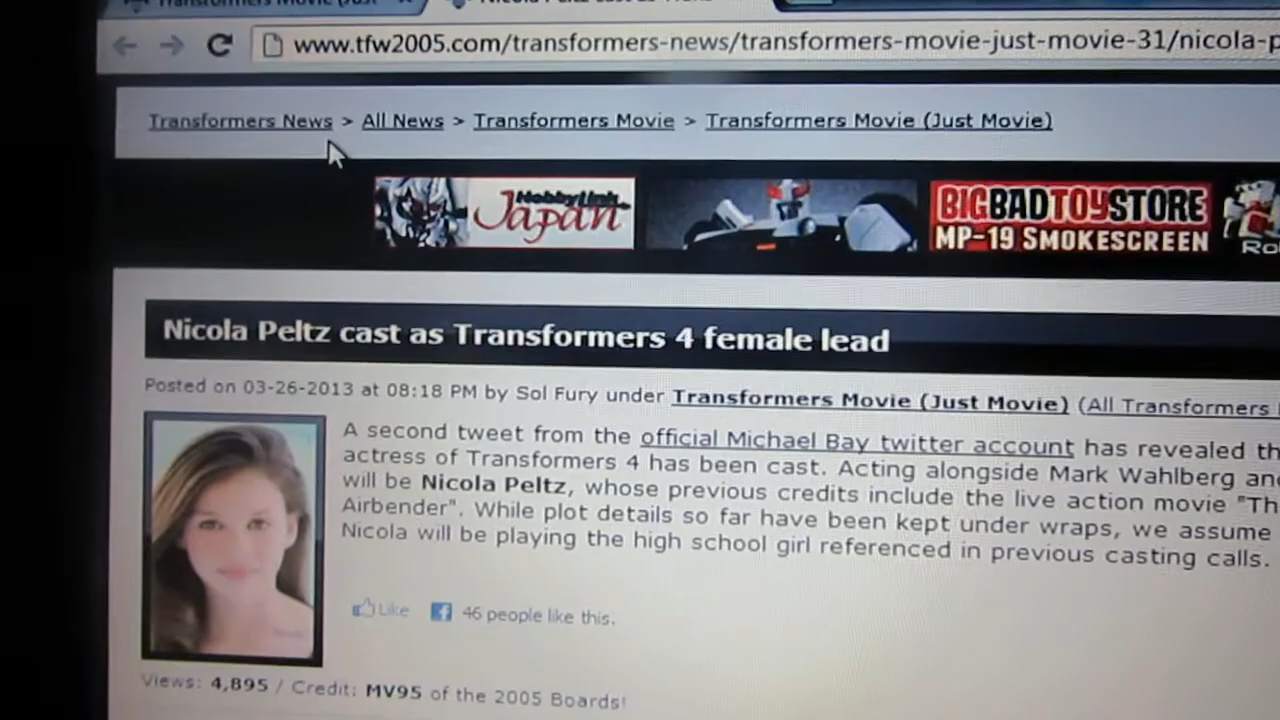 www.tfw2005.com/transformers-news/transformers-movie-just-movie-31/nicola-p
Transformers News > All News > Transformers Movie > Transformers Movie (Just Movie)
HobbyLink Japan
BIGBADTOYSTORE
MP-19 SMOKESCREEN
Nicola Peltz cast as Transformers 4 female lead
Posted on 03-26-2013 at 08:18 PM by Sol Fury under Transformers Movie (Just Movie) (All Transformers
A second tweet from the official Michael Bay twitter account has revealed th
actress of Transformers 4 has been cast. Acting alongside Mark Wahlberg and
will be Nicola Peltz, whose previous credits include the live action movie "Th
Airbender". While plot details so far have been kept under wraps, we assume
Nicola will be playing the high school girl referenced in previous casting calls.
Like 46 people like this.
Views: 4,895 / Credit: MV95 of the 2005 Boards!